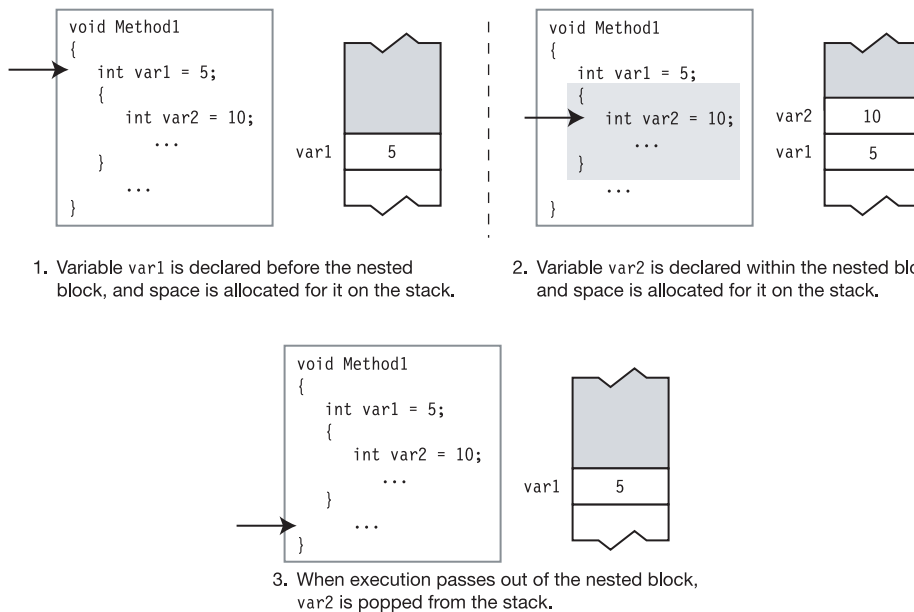 void Method1
{
int var1 = 5;
{
int var2 = 10;
...
}
...
}
var1
5
void Method1
{
int var1 = 5;
{
int var2 = 10;
...
}
...
}
var2
10
var1
5
1. Variable var1 is declared before the nested
block, and space is allocated for it on the stack.
2. Variable var2 is declared within the nested
and space is allocated for it on the stack.
void Method1
{
int var1 = 5;
{
int var2 = 10;
...
}
...
}
var1
5
3. When execution passes out of the nested block,
var2 is popped from the stack.